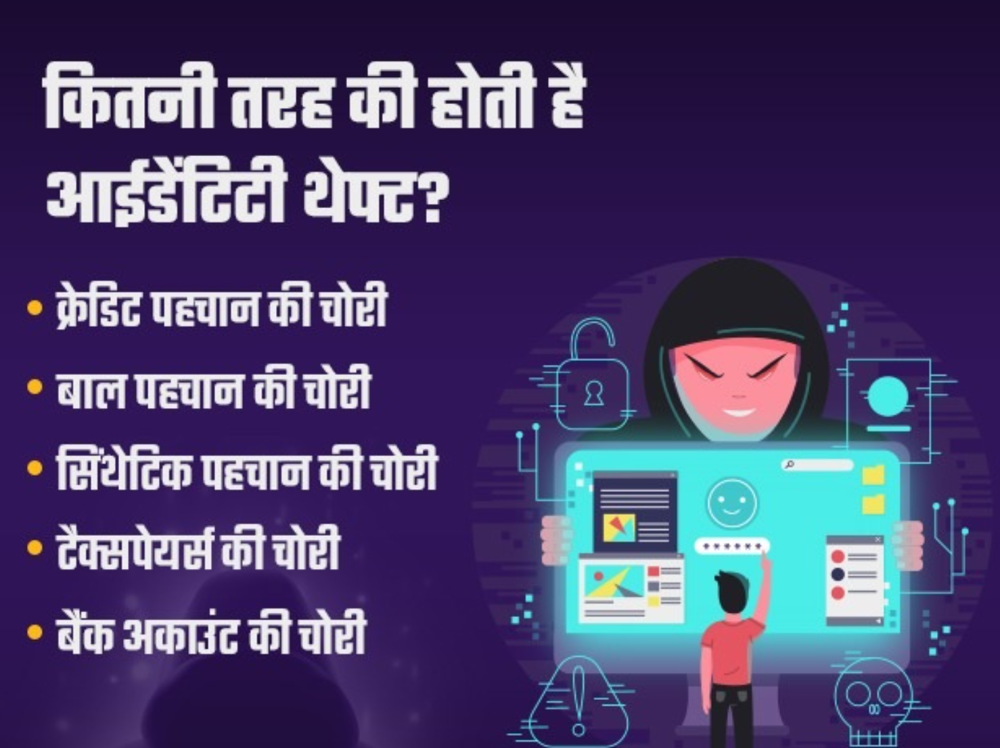 कितनी तरह की होती है
आईडेंटिटी थेफ्ट?
• क्रेडिट पहचान की चोरी
• बाल पहचान की चोरी
• सिंथेटिक पहचान की चोरी
• टैक्सपेयर्स की चोरी
• बैंक अकाउंट की चोरी
******